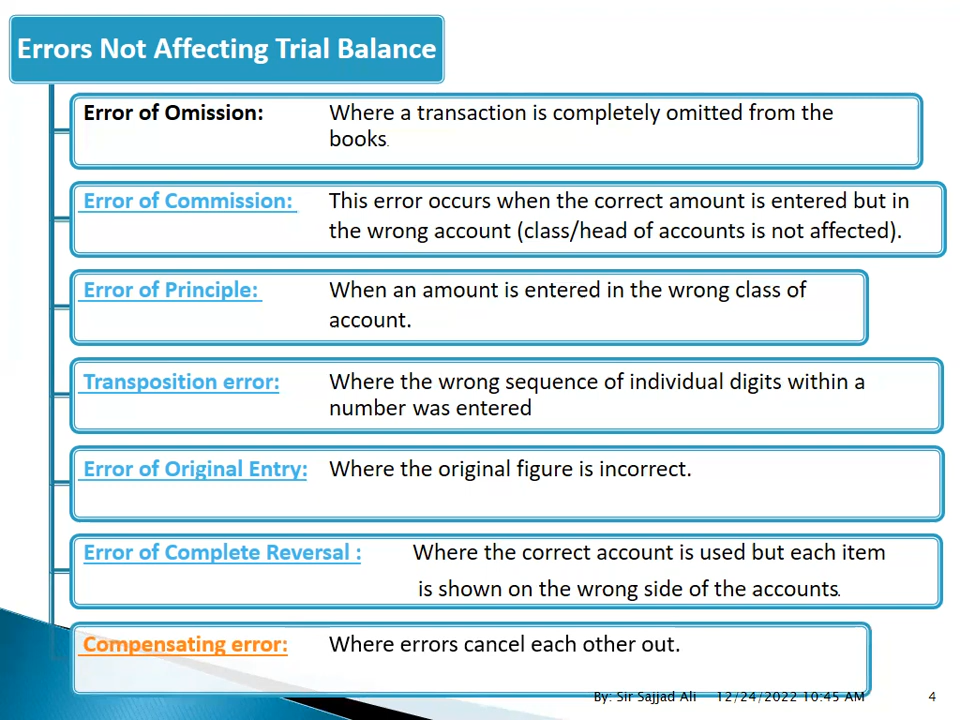 Errors Not Affecting Trial Balance
Error of Omission: Where a transaction is completely omitted from the
books.
Error of Commission: This error occurs when the correct amount is entered but in
the wrong account (class/head of accounts is not affected).
Error of Principle: When an amount is entered in the wrong class of
account.
Transposition error: Where the wrong sequence of individual digits within a
number was entered
Error of Original Entry: Where the original figure is incorrect.
Error of Complete Reversal : Where the correct account is used but each item
is shown on the wrong side of the accounts.
Compensating error: Where errors cancel each other out.
By: Sir Sajjad Ali 12/24/2022 10:45 AM 4